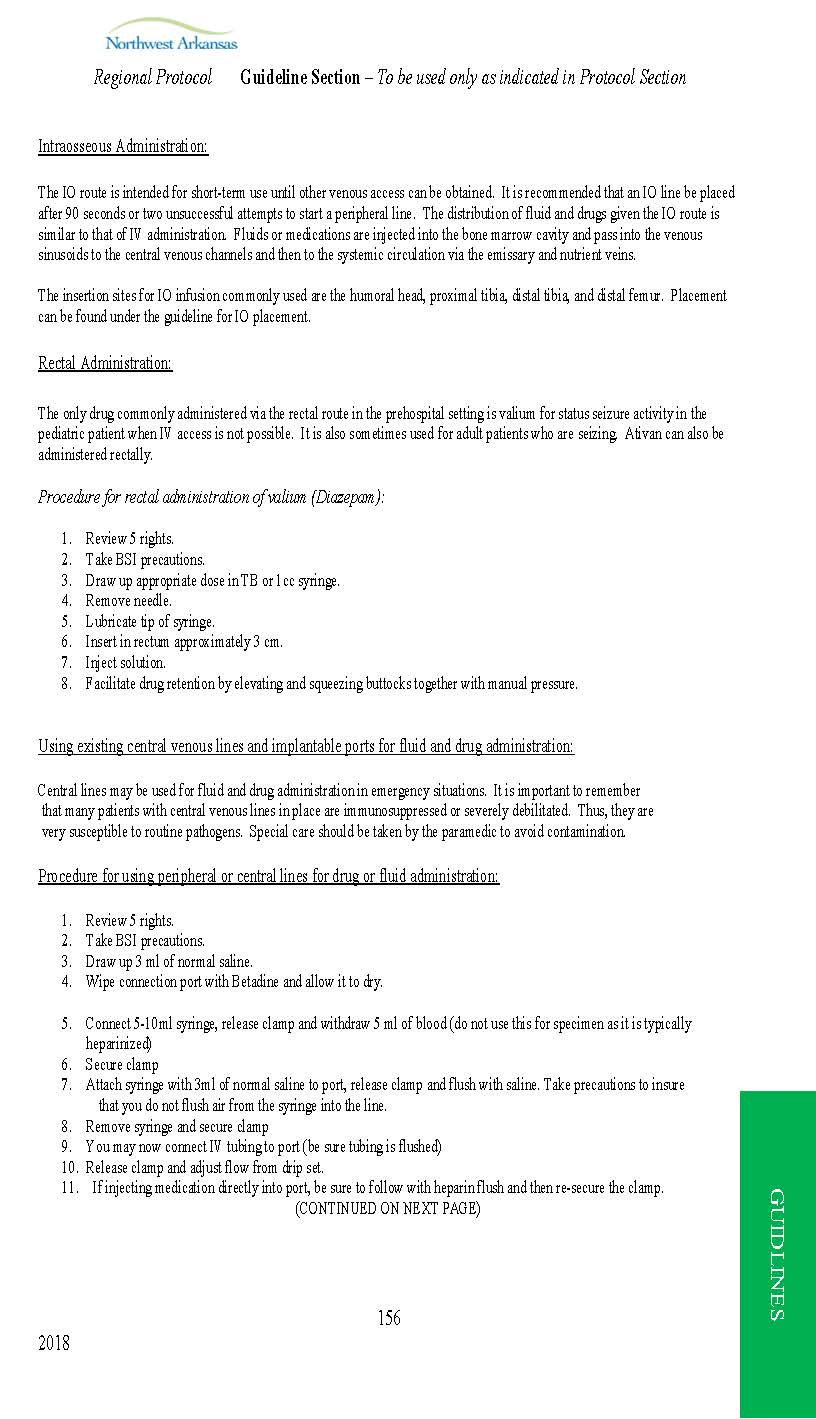 Northwest Arkansas
Regional Protocol Guideline Section – To be used only as indicated in Protocol Section
Intraosseous Administration:
The IO route is intended for short-term use until other venous access can be obtained. It is recommended that an IO line be placed
after 90 seconds or two unsuccessful attempts to start a peripheral line. The distribution of fluid and drugs given the IO route is
similar to that of IV administration. Fluids or medications are injected into the bone marrow cavity and pass into the venous
sinusoids to the central venous channels and then to the systemic circulation via the emissary and nutrient veins.
The insertion sites for IO infusion commonly used are the humoral head, proximal tibia, distal tibia, and distal femur. Placement
can be found under the guideline for IO placement.
Rectal Administration:
The only drug commonly administered via the rectal route in the prehospital setting is valium for status seizure activity in the
pediatric patient when IV access is not possible. It is also sometimes used for adult patients who are seizing. Ativan can also be
administered rectally.
Procedure for rectal administration of valium (Diazepam):
1. Review 5 rights.
2. Take BSI precautions.
3. Draw up appropriate dose in TB or 1 cc syringe.
4. Remove needle.
5. Lubricate tip of syringe.
6. Insert in rectum approximately 3 cm.
7. Inject solution.
8. Facilitate drug retention by elevating and squeezing buttocks together with manual pressure.
Using existing central venous lines and implantable ports for fluid and drug administration:
Central lines may be used for fluid and drug administration in emergency situations. It is important to remember
that many patients with central venous lines in place are immunosuppressed or severely debilitated. Thus, they are
very susceptible to routine pathogens. Special care should be taken by the paramedic to avoid contamination.
Procedure for using peripheral or central lines for drug or fluid administration:
1. Review 5 rights.
2. Take BSI precautions.
3. Draw up 3 ml of normal saline.
4. Wipe connection port with Betadine and allow it to dry.
5. Connect 5-10ml syringe, release clamp and withdraw 5 ml of blood (do not use this for specimen as it is typically
heparinized)
6. Secure clamp
7. Attach syringe with 3ml of normal saline to port, release clamp and flush with saline. Take precautions to insure
that you do not flush air from the syringe into the line.
8. Remove syringe and secure clamp
9. You may now connect IV tubing to port (be sure tubing is flushed)
10. Release clamp and adjust flow from drip set.
11. If injecting medication directly into port, be sure to follow with heparin flush and then re-secure the clamp.
(CONTINUED ON NEXT PAGE)
GUIDLINES
156
2018